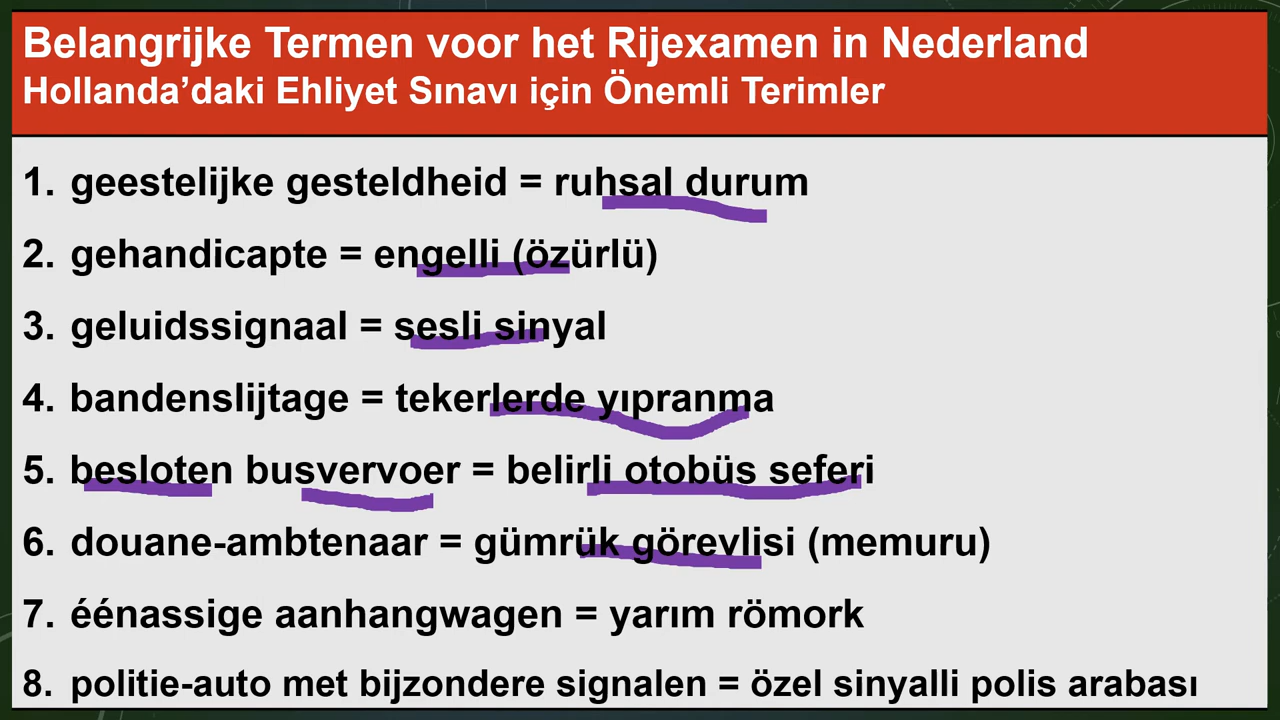 Belangrijke Termen voor het Rijexamen in Nederland
Hollanda’daki Ehliyet Sınavı için Önemli Terimler
1. geestelijke gesteldheid = ruhsal durum
2. gehandicapte = engelli (özürlü)
3. geluidssignaal = sesli sinyal
4. bandenslijtage = tekerlerde yıpranma
5. besloten busvervoer = belirli otobüs seferi
6. douane-ambtenaar = gümrük görevlisi (memuru)
7. éénassige aanhangwagen = yarım römork
8. politie-auto met bijzondere signalen = özel sinyalli polis arabası